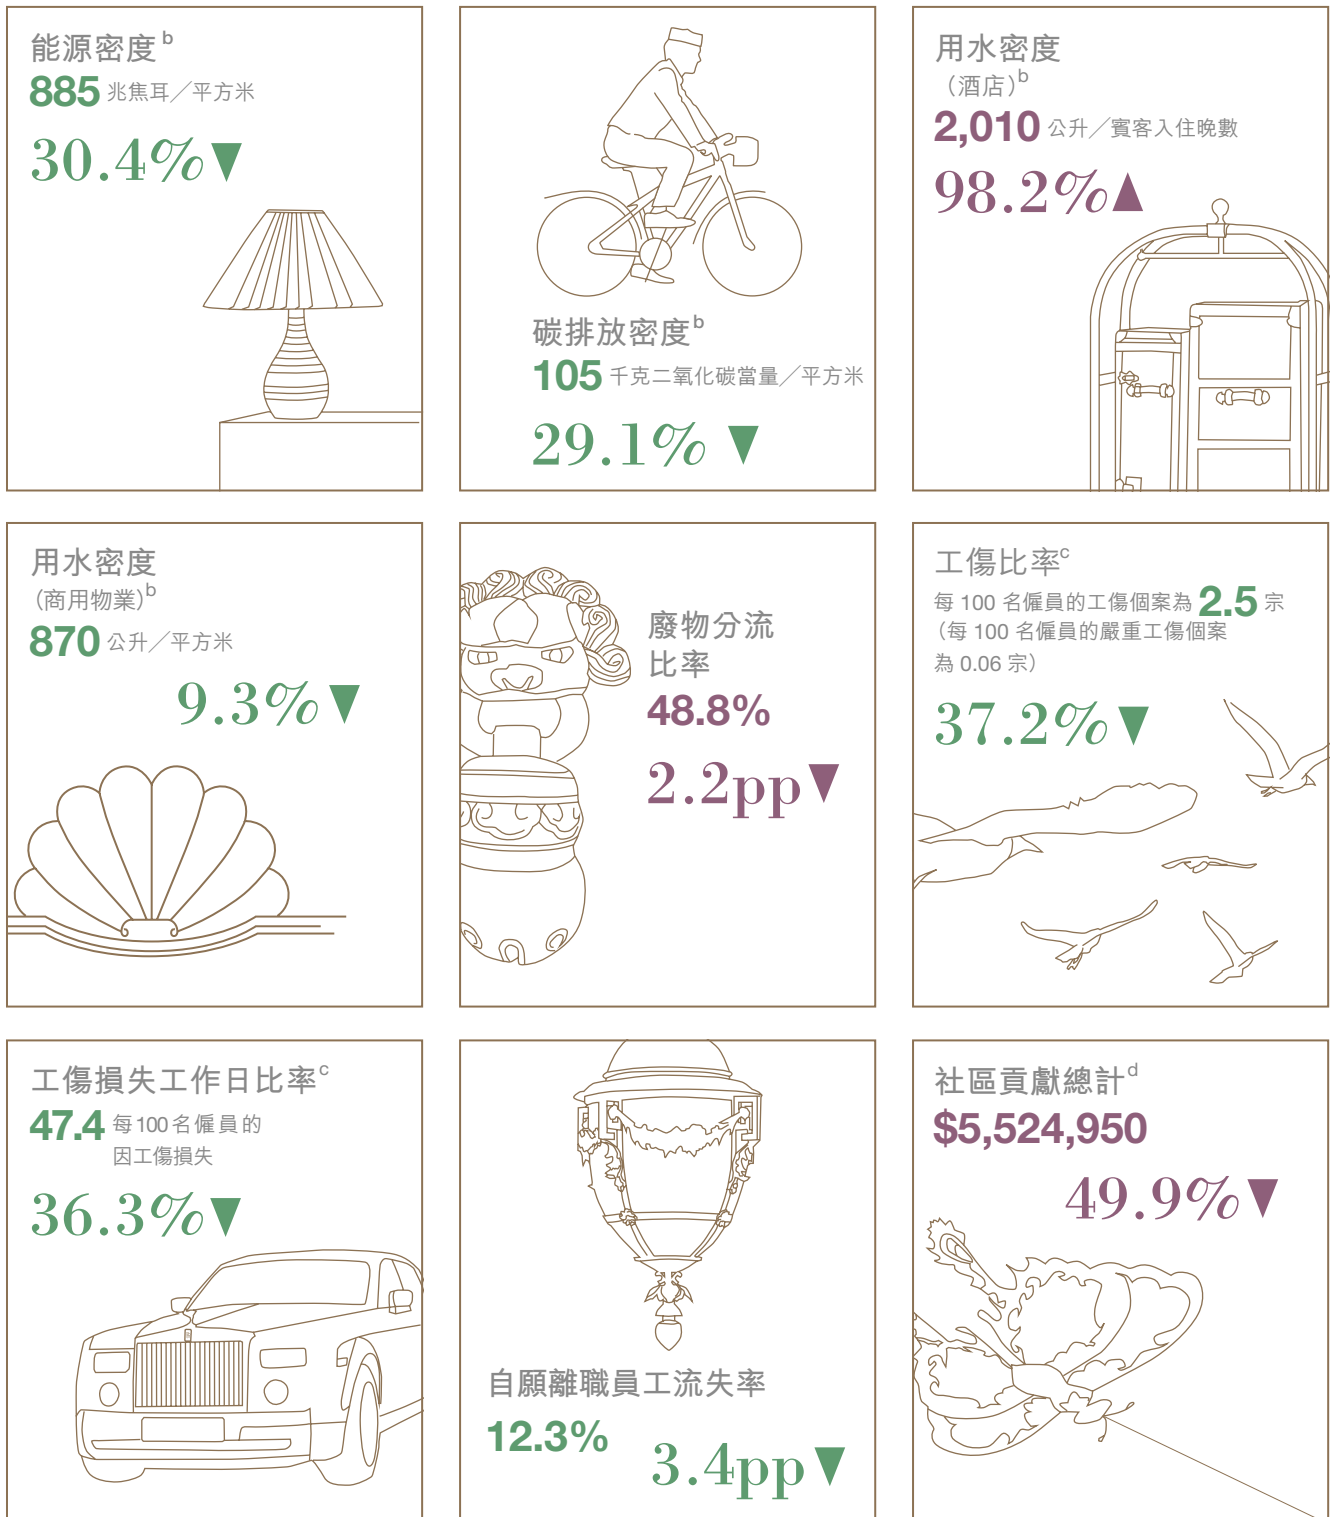 能源密度b
885 兆焦耳／平方米
30.4%▼
碳排放密度b
105 千克二氧化碳當量／平方米
29.1% ▼
用水密度
（酒店）b
2,010 公升／賓客入住晚數
98.2%▲
用水密度
（商用物業）b
870 公升／平方米
9.3%▼
廢物分流
比率
48.8%
2.2pp▼
工傷比率c
每 100 名僱員的工傷個案為 2.5 宗
（每 100 名僱員的嚴重工傷個案
為 0.06 宗）
37.2%▼
工傷損失工作日比率c
47.4 每100名僱員的
因工傷損失
36.3%▼
自願離職員工流失率
12.3%
3.4pp▼
社區貢獻總計d
$5,524,950
49.9%▼